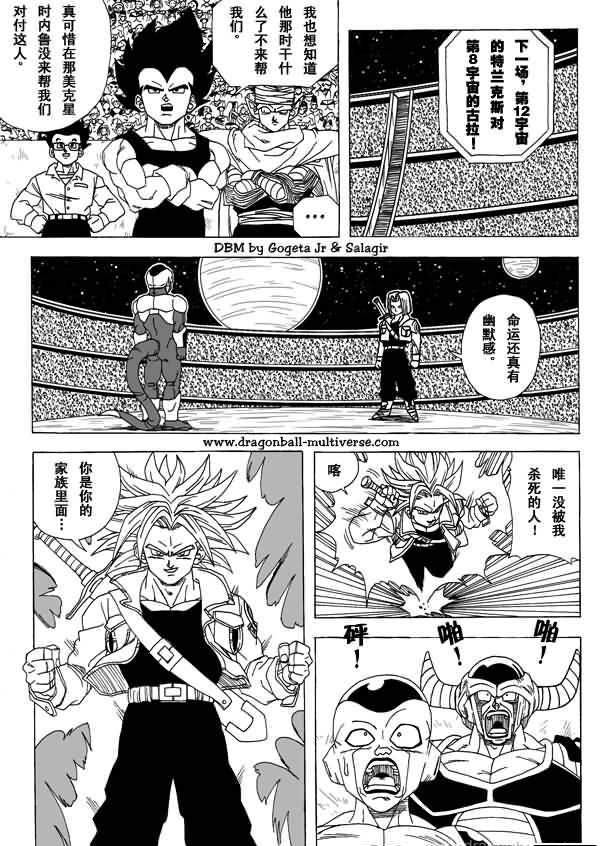 真可惜在那美克星
时内鲁没来帮我们
对付这人。
我也想知道
他那时干什
么了不来帮
我们。
...
下一场，第12宇宙
的特兰克斯对
第8宇宙的古拉！
DBM by Gogeta Jr & Salagir
命运还真有
幽默感。
www.dragonball-multiverse.com
你是你的
家族里面…
喀
唯一没被我
杀死的人！
砰！
啪！
啪！